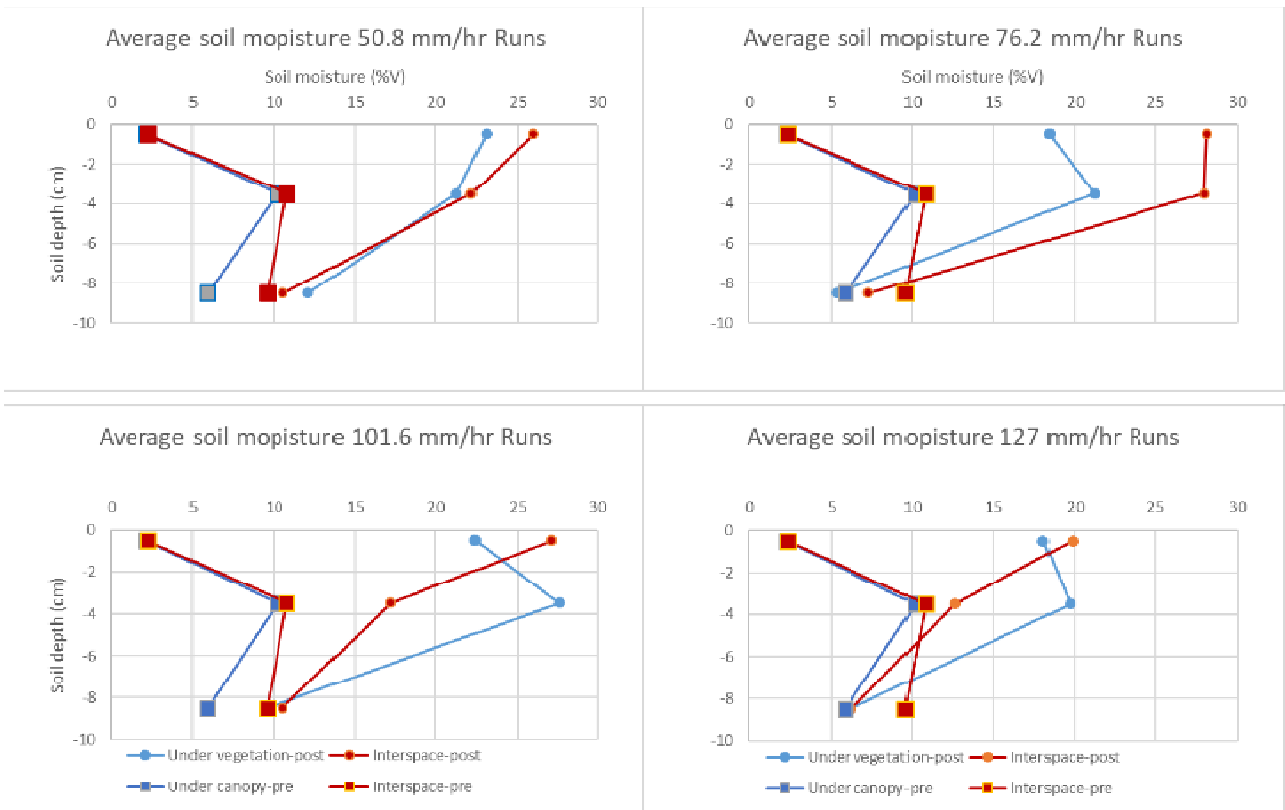 Average soil mopisture 50.8 mm/hr Runs
Soil moisture (%V)
0 5 10 15 20 25 30
0
-2
-4
-6
-8
-10
Soil depth (cm)
Average soil mopisture 76.2 mm/hr Runs
Soil moisture (%V)
0 5 10 15 20 25 30
0
-2
-4
-6
-8
-10
Average soil mopisture 101.6 mm/hr Runs
0 5 10 15 20 25 30
0
-2
-4
-6
-8
-10
Soil depth (cm)
Under vegetation-post Interspace-post
Under canopy-pre Interspace-pre
Average soil mopisture 127 mm/hr Runs
0 5 10 15 20 25 30
0
-2
-4
-6
-8
-10
Under vegetation-post Interspace-post
Under canopy-pre Interspace-pre